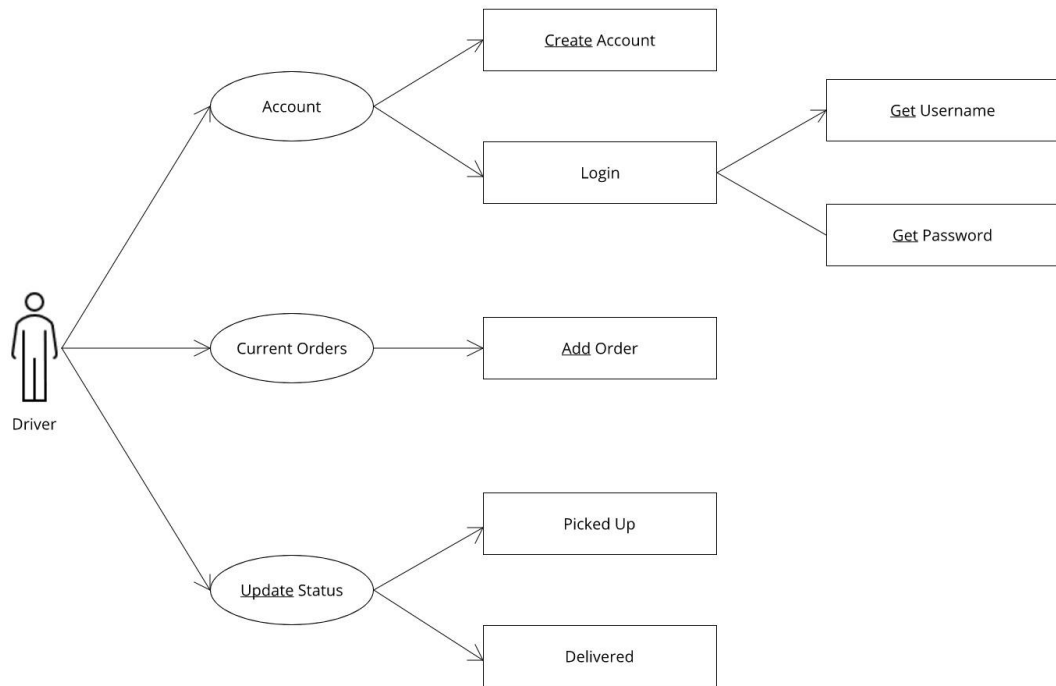 Create Account
Account
Get Username
Login
Get Password
Current Orders
Add Order
Driver
Picked Up
Update Status
Delivered